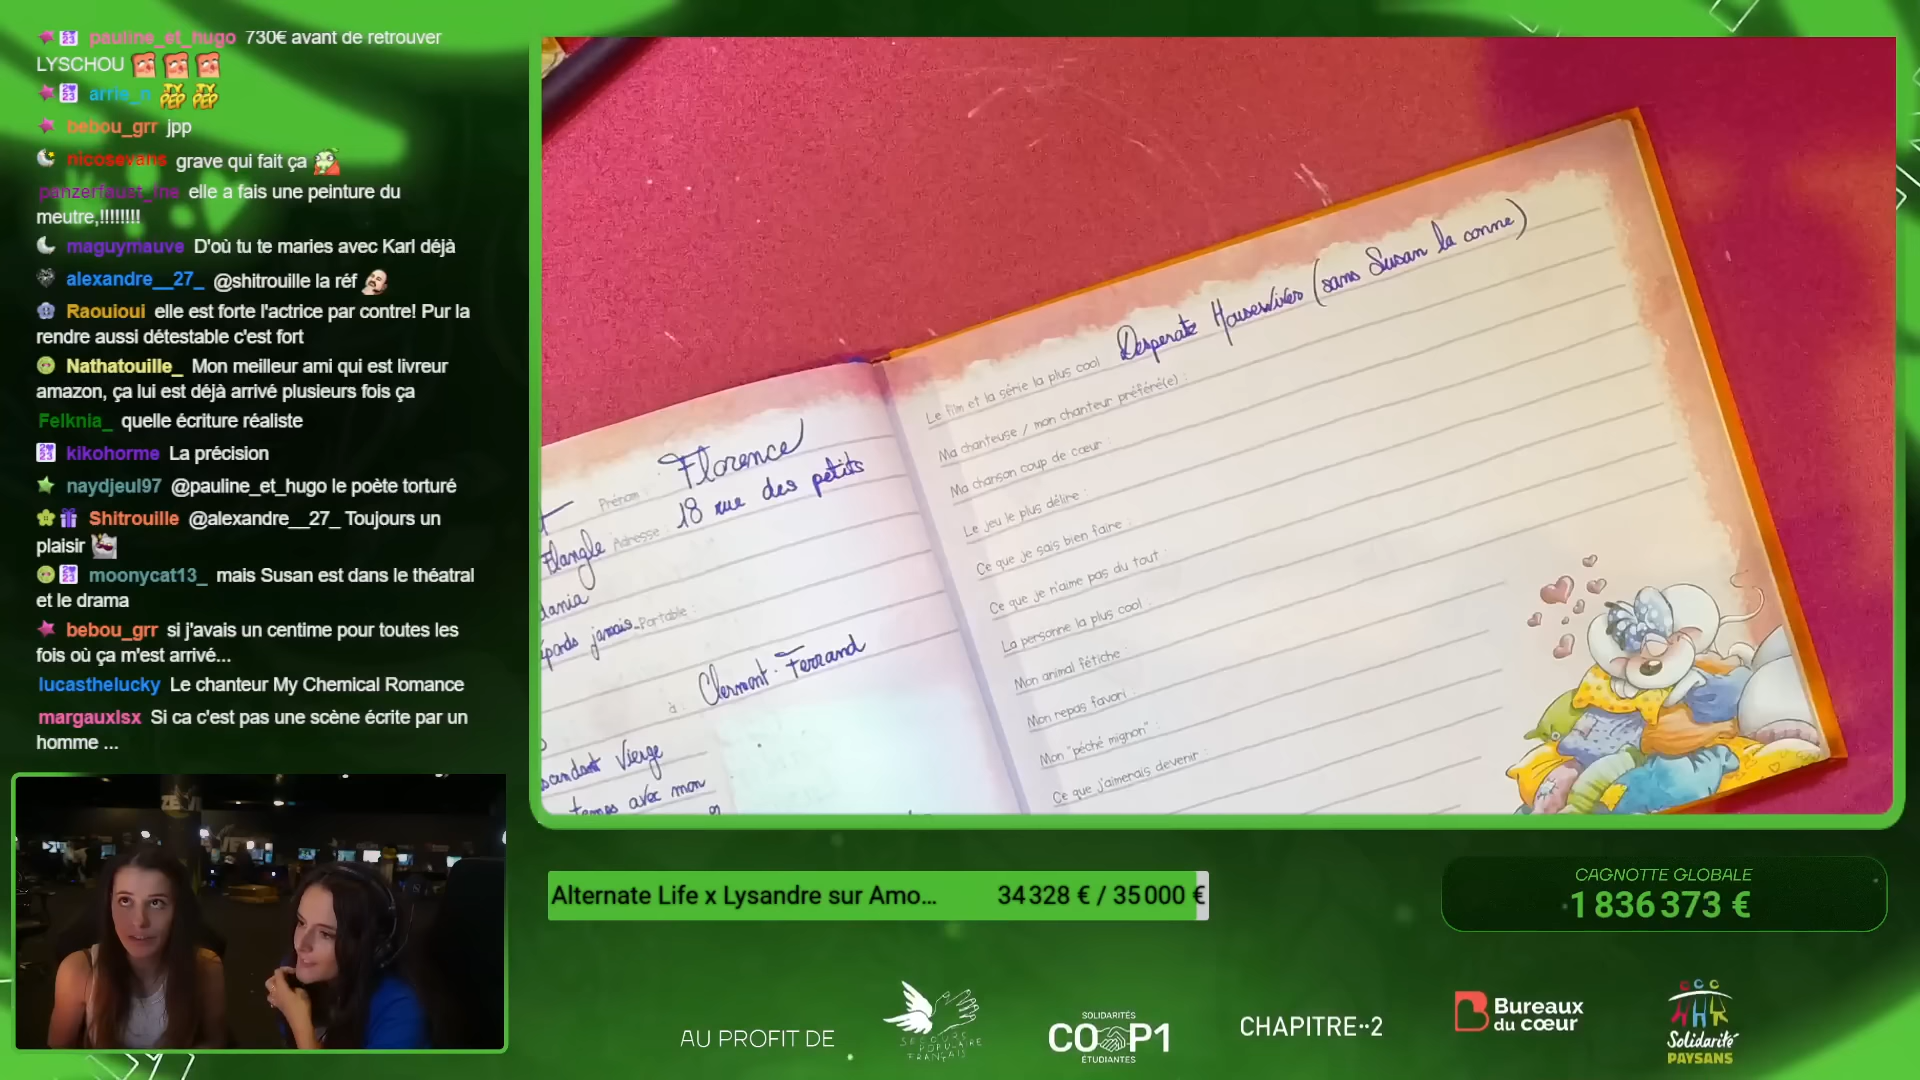 pauline_et_hugo 730€ avant de retrouver
LYSCHOU
arrie_n
bebou_grr jpp
nicosevans grave qui fait ça
panzerfaust_ine elle a fais une peinture du
meutre,!!!!!!!!
maguymauve D'où tu te maries avec Karl déjà
alexandre__27_ @shitrouille la réf
Raouioui elle est forte l'actrice par contre! Pur la
rendre aussi détestable c'est fort
Nathatouille_ Mon meilleur ami qui est livreur
amazon, ça lui est déjà arrivé plusieurs fois ça
Felknia_ quelle écriture réaliste
kikohorme La précision
naydjeul97 @pauline_et_hugo le poète torturé
Shitrouille @alexandre__27_ Toujours un
plaisir
moonycat13_ mais Susan est dans le théatral
et le drama
bebou_grr si j'avais un centime pour toutes les
fois où ça m'est arrivé...
lucasthelucky Le chanteur My Chemical Romance
margauxlsx Si ca c'est pas une scène écrite par un
homme ...
Prénom : Florence
Adresse : 18 rue des petits
jamais Portable :
à : Clermont-Ferrand
Vierge
temps avec mon
Le film et la série la plus cool Desperate Housewives (sans Susan la conne)
Ma chanteuse / mon chanteur préféré(e) :
Ma chanson coup de cœur :
Le jeu le plus délire :
Ce que je sais bien faire :
Ce que je n'aime pas du tout :
La personne la plus cool :
Mon animal fétiche :
Mon repas favori :
Mon "péché mignon" :
Ce que j'aimerais devenir :
Alternate Life x Lysandre sur Amo... 34 328 € / 35 000 €
CAGNOTTE GLOBALE
1 836 373 €
AU PROFIT DE
SECOURS
POPULAIRE
FRANÇAIS
SOLIDARITÉS
COP1
ÉTUDIANTES
CHAPITRE··2
Bureaux
du cœur
Solidarité
PAYSANS